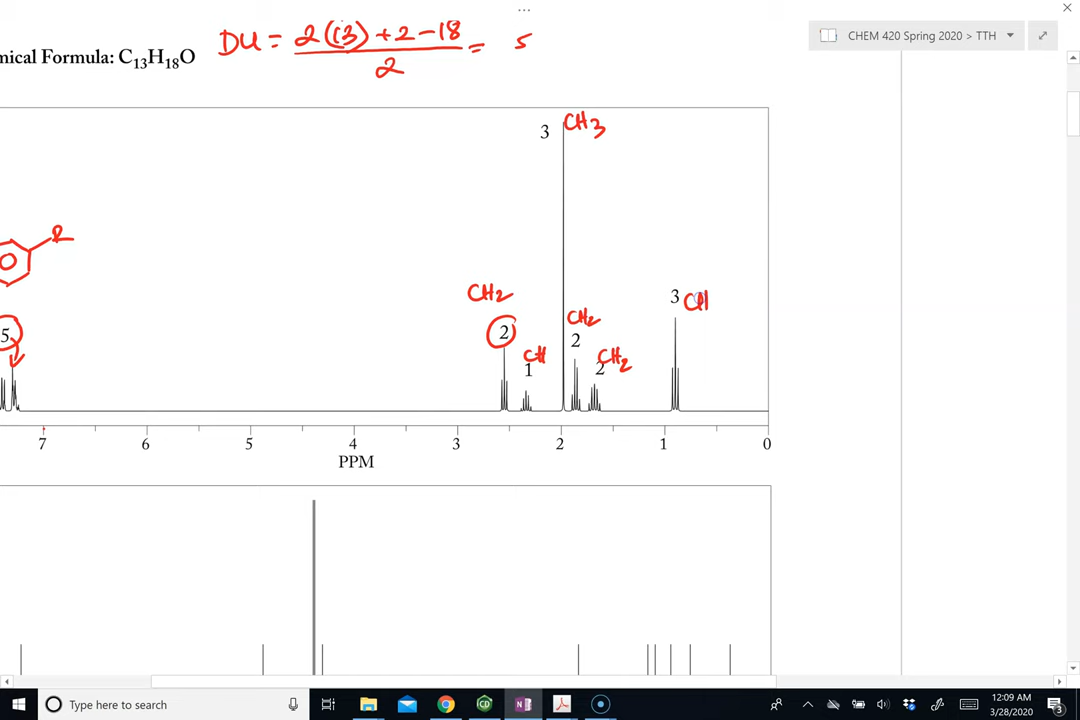 CHEM 420 Spring 2020 > TTH
DU = 2(13) + 2 - 18 / 2 = 5
mical Formula: C₁₃H₁₈O
3 CH3
R
CH2
3 CH
5
2
CH2
2
CH
1
CH2
2
7 6 5 4 3 2 1 0
PPM
Type here to search
12:09 AM
3/28/2020
3